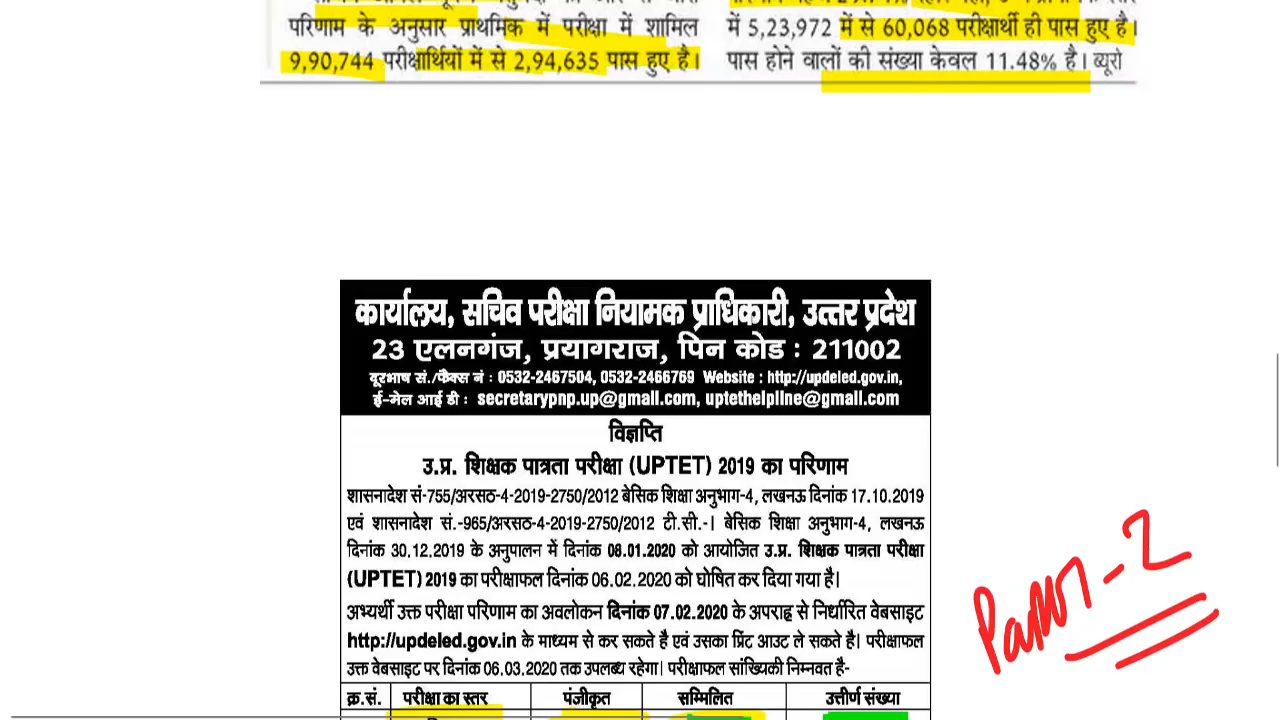 परिणाम के अनुसार प्राथमिक में परीक्षा में शामिल
9,90,744 परीक्षार्थियों में से 2,94,635 पास हुए है।
में 5,23,972 में से 60,068 परीक्षार्थी ही पास हुए है।
पास होने वालों की संख्या केवल 11.48% है। ब्यूरो
कार्यालय, सचिव परीक्षा नियामक प्राधिकारी, उत्तर प्रदेश
23 एलनगंज, प्रयागराज, पिन कोड : 211002
दूरभाष सं./फैक्स नं : 0532-2467504, 0532-2466769 Website : http://updeled.gov.in,
ई-मेल आई डी : secretarypnp.up@gmail.com, uptethelpllne@gmail.com
विज्ञप्ति
उ.प्र. शिक्षक पात्रता परीक्षा (UPTET) 2019 का परिणाम
शासनादेश सं-755/अरसठ-4-2019-2750/2012 बेसिक शिक्षा अनुभाग-4, लखनऊ दिनांक 17.10.2019
एवं शासनादेश सं.-965/अरसठ-4-2019-2750/2012 टी.सी.-। बेसिक शिक्षा अनुभाग-4, लखनऊ
दिनांक 30.12.2019 के अनुपालन में दिनांक 08.01.2020 को आयोजित उ.प्र. शिक्षक पात्रता परीक्षा
(UPTET) 2019 का परीक्षाफल दिनांक 06.02.2020 को घोषित कर दिया गया है।
अभ्यर्थी उक्त परीक्षा परिणाम का अवलोकन दिनांक 07.02.2020 के अपराह्न से निर्धारित वेबसाइट
http://updeled.gov.in के माध्यम से कर सकते है एवं उसका प्रिंट आउट ले सकते है। परीक्षाफल
उक्त वेबसाइट पर दिनांक 06.03.2020 तक उपलब्ध रहेगा। परीक्षाफल सांख्यिकी निम्नवत है-
क्र.सं. परीक्षा का स्तर पंजीकृत सम्मिलित उत्तीर्ण संख्या